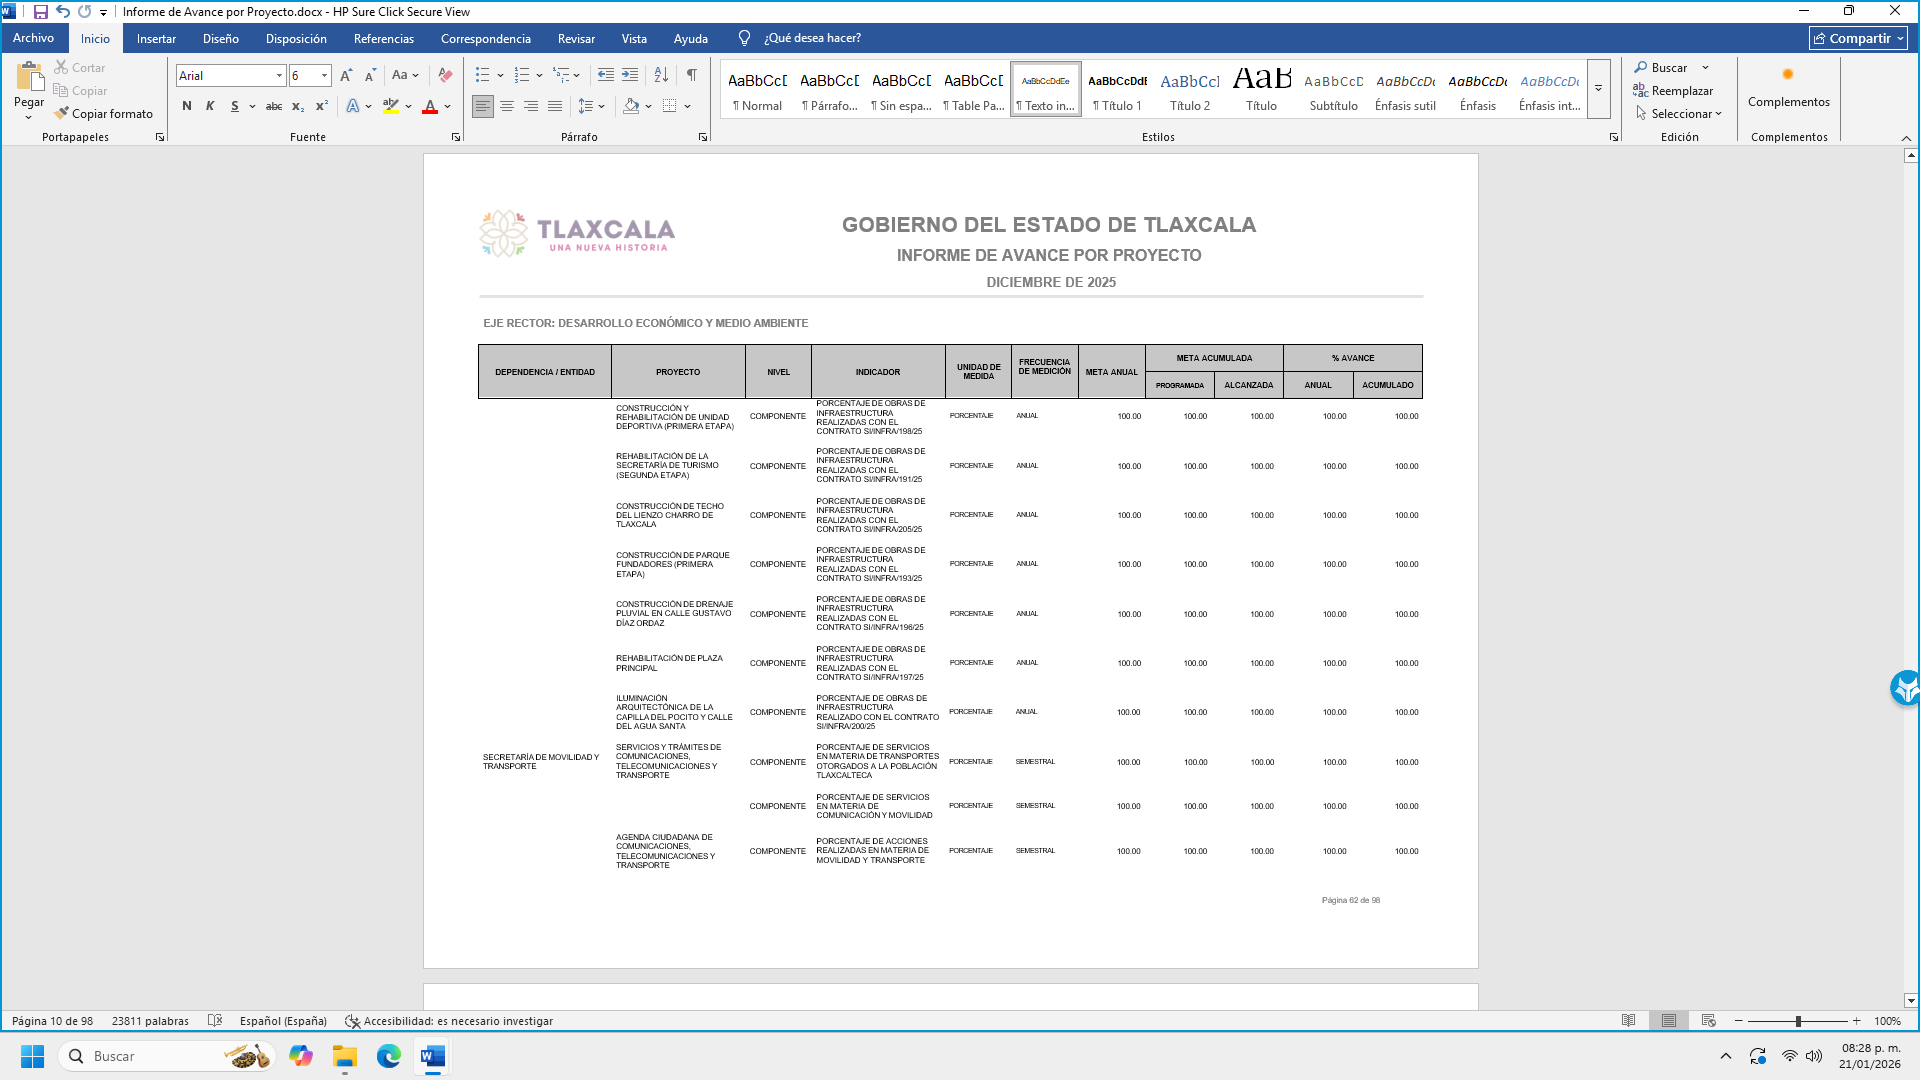 Informe de Avance por Proyecto.docx - HP Sure Click Secure View
Archivo Inicio Insertar Diseño Disposición Referencias Correspondencia Revisar Vista Ayuda ¿Qué desea hacer? Compartir
Pegar
Cortar
Copiar
Copiar formato
Portapapeles
Arial 6
Aa
N K S abc x₂ x² A ab A
Fuente
Párrafo
AaBbCcD AaBbCcD AaBbCcD AaBbCcD AaBbCcDdEe AaBbCcDdE AaBbCcI AaB AaBbCcD AaBbCcDc AaBbCcDc AaBbCcDc
¶ Normal ¶ Párrafo... ¶ Sin espa... ¶ Table Pa... ¶ Texto in... ¶ Título 1 Título 2 Título Subtítulo Énfasis sutil Énfasis Énfasis int...
Estilos
Buscar
Reemplazar
Seleccionar
Edición
Complementos
Complementos
TLAXCALA
UNA NUEVA HISTORIA
GOBIERNO DEL ESTADO DE TLAXCALA
INFORME DE AVANCE POR PROYECTO
DICIEMBRE DE 2025
EJE RECTOR: DESARROLLO ECONÓMICO Y MEDIO AMBIENTE
DEPENDENCIA / ENTIDAD PROYECTO NIVEL INDICADOR UNIDAD DE MEDIDA FRECUENCIA DE MEDICIÓN META ANUAL META ACUMULADA % AVANCE
PROGRAMADA ALCANZADA ANUAL ACUMULADO
CONSTRUCCIÓN Y REHABILITACIÓN DE UNIDAD DEPORTIVA (PRIMERA ETAPA) COMPONENTE PORCENTAJE DE OBRAS DE INFRAESTRUCTURA REALIZADAS CON EL CONTRATO SI/INFRA/198/25 PORCENTAJE ANUAL 100.00 100.00 100.00 100.00 100.00
REHABILITACIÓN DE LA SECRETARÍA DE TURISMO (SEGUNDA ETAPA) COMPONENTE PORCENTAJE DE OBRAS DE INFRAESTRUCTURA REALIZADAS CON EL CONTRATO SI/INFRA/191/25 PORCENTAJE ANUAL 100.00 100.00 100.00 100.00 100.00
CONSTRUCCIÓN DE TECHO DEL LIENZO CHARRO DE TLAXCALA COMPONENTE PORCENTAJE DE OBRAS DE INFRAESTRUCTURA REALIZADAS CON EL CONTRATO SI/INFRA/205/25 PORCENTAJE ANUAL 100.00 100.00 100.00 100.00 100.00
CONSTRUCCIÓN DE PARQUE FUNDADORES (PRIMERA ETAPA) COMPONENTE PORCENTAJE DE OBRAS DE INFRAESTRUCTURA REALIZADAS CON EL CONTRATO SI/INFRA/193/25 PORCENTAJE ANUAL 100.00 100.00 100.00 100.00 100.00
CONSTRUCCIÓN DE DRENAJE PLUVIAL EN CALLE GUSTAVO DÍAZ ORDAZ COMPONENTE PORCENTAJE DE OBRAS DE INFRAESTRUCTURA REALIZADAS CON EL CONTRATO SI/INFRA/196/25 PORCENTAJE ANUAL 100.00 100.00 100.00 100.00 100.00
REHABILITACIÓN DE PLAZA PRINCIPAL COMPONENTE PORCENTAJE DE OBRAS DE INFRAESTRUCTURA REALIZADAS CON EL CONTRATO SI/INFRA/197/25 PORCENTAJE ANUAL 100.00 100.00 100.00 100.00 100.00
ILUMINACIÓN ARQUITECTÓNICA DE LA CAPILLA DEL POCITO Y CALLE DEL AGUA SANTA COMPONENTE PORCENTAJE DE OBRAS DE INFRAESTRUCTURA REALIZADO CON EL CONTRATO SI/INFRA/200/25 PORCENTAJE ANUAL 100.00 100.00 100.00 100.00 100.00
SECRETARÍA DE MOVILIDAD Y TRANSPORTE SERVICIOS Y TRÁMITES DE COMUNICACIONES, TELECOMUNICACIONES Y TRANSPORTE COMPONENTE PORCENTAJE DE SERVICIOS EN MATERIA DE TRANSPORTES OTORGADOS A LA POBLACIÓN TLAXCALTECA PORCENTAJE SEMESTRAL 100.00 100.00 100.00 100.00 100.00
COMPONENTE PORCENTAJE DE SERVICIOS EN MATERIA DE COMUNICACIÓN Y MOVILIDAD PORCENTAJE SEMESTRAL 100.00 100.00 100.00 100.00 100.00
AGENDA CIUDADANA DE COMUNICACIONES, TELECOMUNICACIONES Y TRANSPORTE COMPONENTE PORCENTAJE DE ACCIONES REALIZADAS EN MATERIA DE MOVILIDAD Y TRANSPORTE PORCENTAJE SEMESTRAL 100.00 100.00 100.00 100.00 100.00
Página 62 de 98
Página 10 de 98 23811 palabras Español (España) Accesibilidad: es necesario investigar 100%
Buscar
08:28 p. m.
21/01/2026